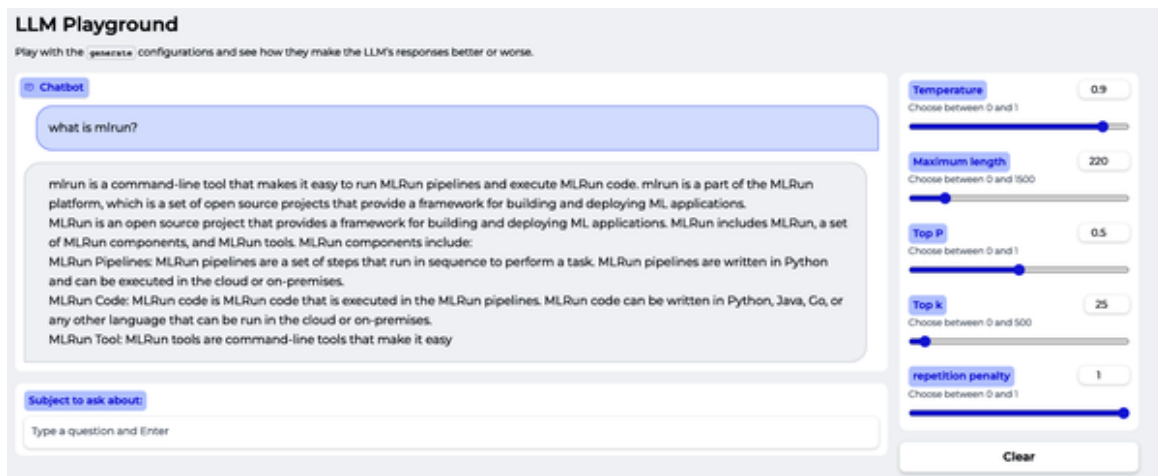 LLM Playground
Play with the generate configurations and see how they make the LLM's responses better or worse.
Chatbot
what is mlrun?
mlrun is a command-line tool that makes it easy to run MLRun pipelines and execute MLRun code. mlrun is a part of the MLRun
platform, which is a set of open source projects that provide a framework for building and deploying ML applications.
MLRun is an open source project that provides a framework for building and deploying ML applications. MLRun includes MLRun, a set
of MLRun components, and MLRun tools. MLRun components include:
MLRun Pipelines: MLRun pipelines are a set of steps that run in sequence to perform a task. MLRun pipelines are written in Python
and can be executed in the cloud or on-premises.
MLRun Code: MLRun code is MLRun code that is executed in the MLRun pipelines. MLRun code can be written in Python, Java, Go, or
any other language that can be run in the cloud or on-premises.
MLRun Tool: MLRun tools are command-line tools that make it easy
Subject to ask about:
Type a question and Enter
Temperature 0.9
Choose between 0 and 1
Maximum length 220
Choose between 0 and 1500
Top P 0.5
Choose between 0 and 1
Top k 25
Choose between 0 and 500
repetition penalty 1
Choose between 0 and 1
Clear